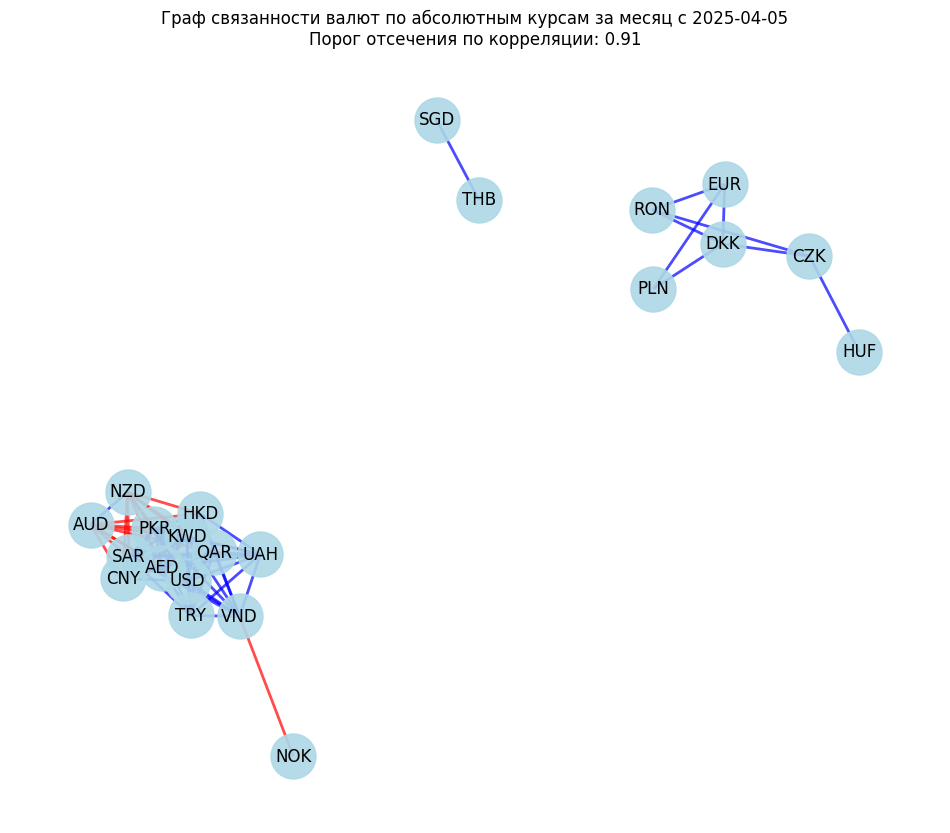 Граф связанности валют по абсолютным курсам за месяц с 2025-04-05
Порог отсечения по корреляции: 0.91
SGD
THB
EUR
RON
DKK
CZK
PLN
HUF
NZD
HKD
AUD
PKR
KWD
QAR
UAH
SAR
AED
CNY
USD
TRY
VND
NOK